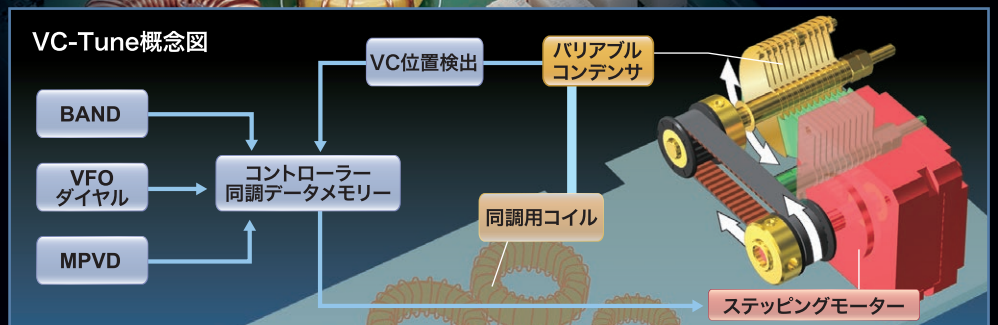 VC-Tune概念図
VC位置検出
バリアブル
コンデンサ
BAND
VFO
ダイヤル
コントローラー
同調データメモリー
同調用コイル
MPVD
ステッピングモーター